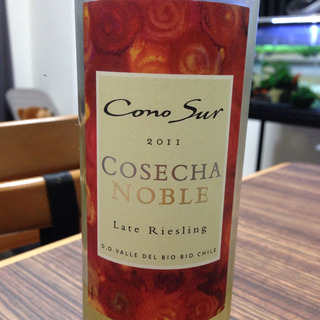 Cono Sur
2011
COSECHA
NOBLE
Late Riesling
D.O. VALLE DEL BIO BIO CHILE